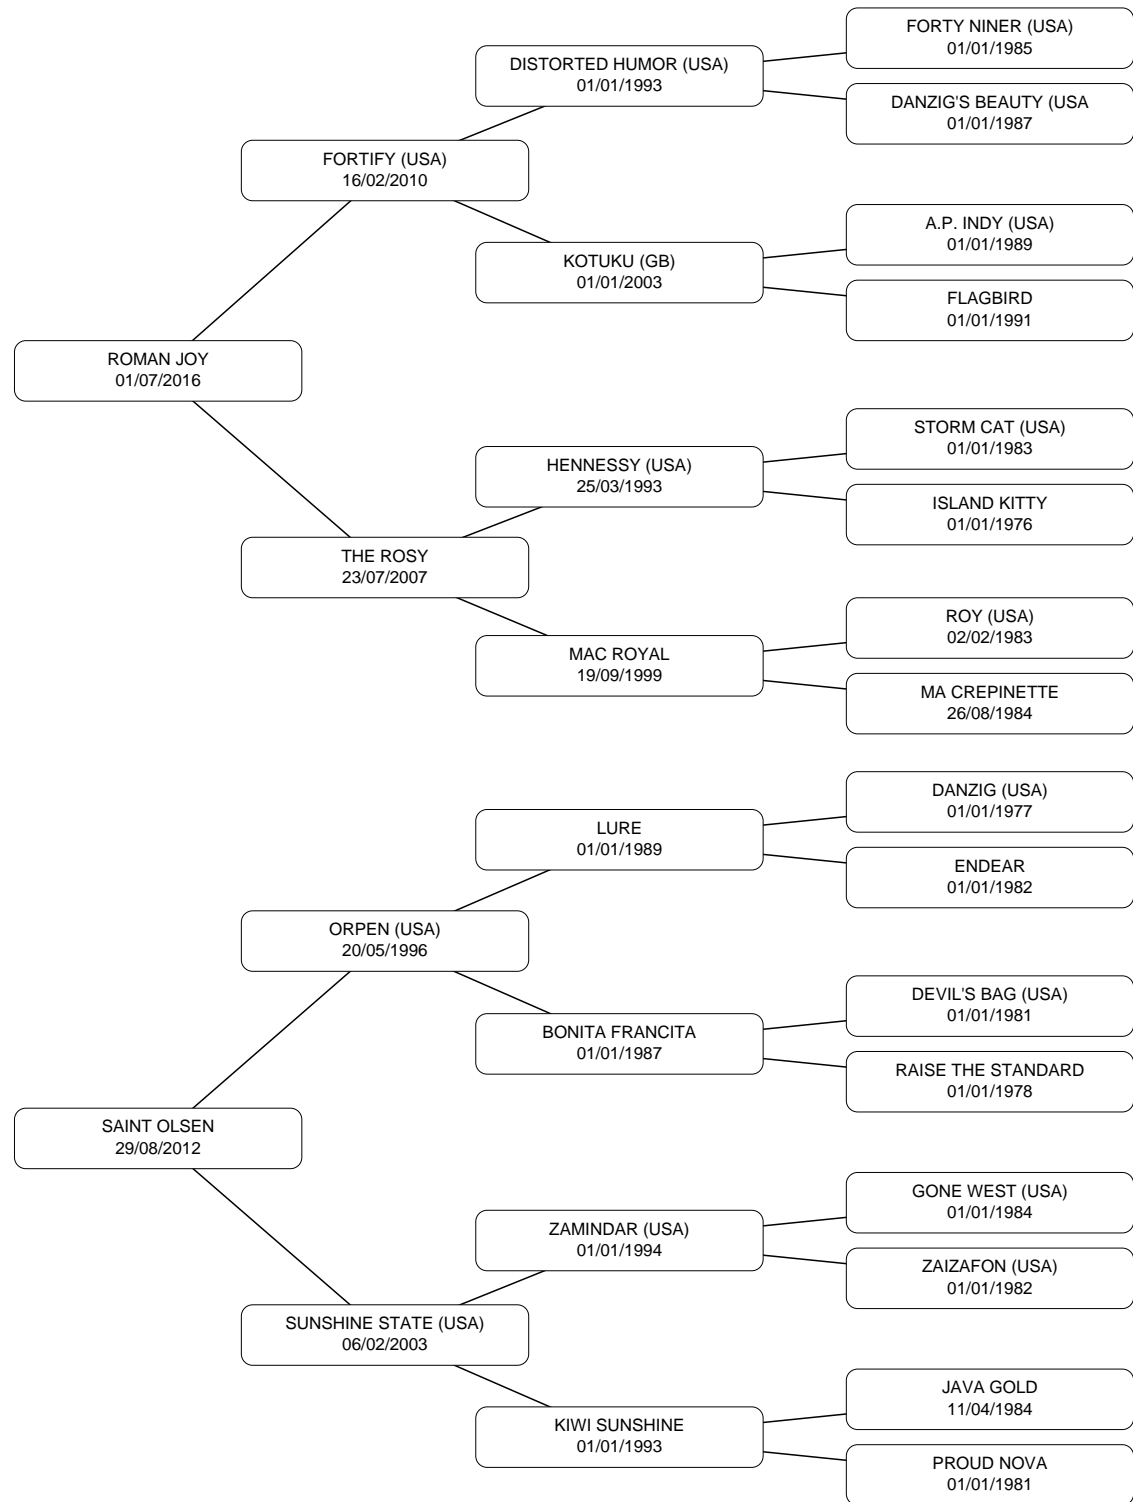 FORTY NINER (USA)
01/01/1985
DISTORTED HUMOR (USA)
01/01/1993
DANZIG'S BEAUTY (USA
01/01/1987
FORTIFY (USA)
16/02/2010
A.P. INDY (USA)
01/01/1989
KOTUKU (GB)
01/01/2003
FLAGBIRD
01/01/1991
ROMAN JOY
01/07/2016
STORM CAT (USA)
01/01/1983
HENNESSY (USA)
25/03/1993
ISLAND KITTY
01/01/1976
THE ROSY
23/07/2007
ROY (USA)
02/02/1983
MAC ROYAL
19/09/1999
MA CREPINETTE
26/08/1984
DANZIG (USA)
01/01/1977
LURE
01/01/1989
ENDEAR
01/01/1982
ORPEN (USA)
20/05/1996
DEVIL'S BAG (USA)
01/01/1981
BONITA FRANCITA
01/01/1987
RAISE THE STANDARD
01/01/1978
SAINT OLSEN
29/08/2012
GONE WEST (USA)
01/01/1984
ZAMINDAR (USA)
01/01/1994
ZAIZAFON (USA)
01/01/1982
SUNSHINE STATE (USA)
06/02/2003
JAVA GOLD
11/04/1984
KIWI SUNSHINE
01/01/1993
PROUD NOVA
01/01/1981